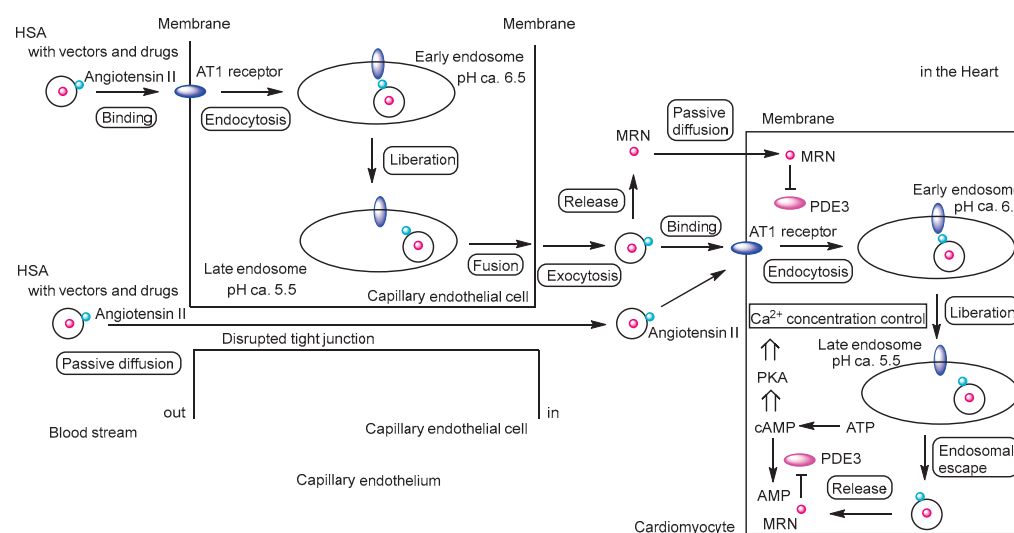 Membrane
Membrane
HSA
with vectors and drugs
Angiotensin II
AT1 receptor
Early endosome
pH ca. 6.5
Binding
Endocytosis
Liberation
Late endosome
pH ca. 5.5
Fusion
Exocytosis
Capillary endothelial cell
HSA
with vectors and drugs
Angiotensin II
Passive diffusion
Disrupted tight junction
Angiotensin II
out
in
Blood stream
Capillary endothelial cell
Capillary endothelium
in the Heart
Passive
diffusion
MRN
Release
Binding
Membrane
MRN
PDE3
AT1 receptor
Endocytosis
Early endosome
pH ca. 6.
Liberation
Ca2+ concentration control
Late endosome
pH ca. 5.5
PKA
cAMP
ATP
PDE3
AMP
MRN
Release
Endosomal
escape
Cardiomyocyte